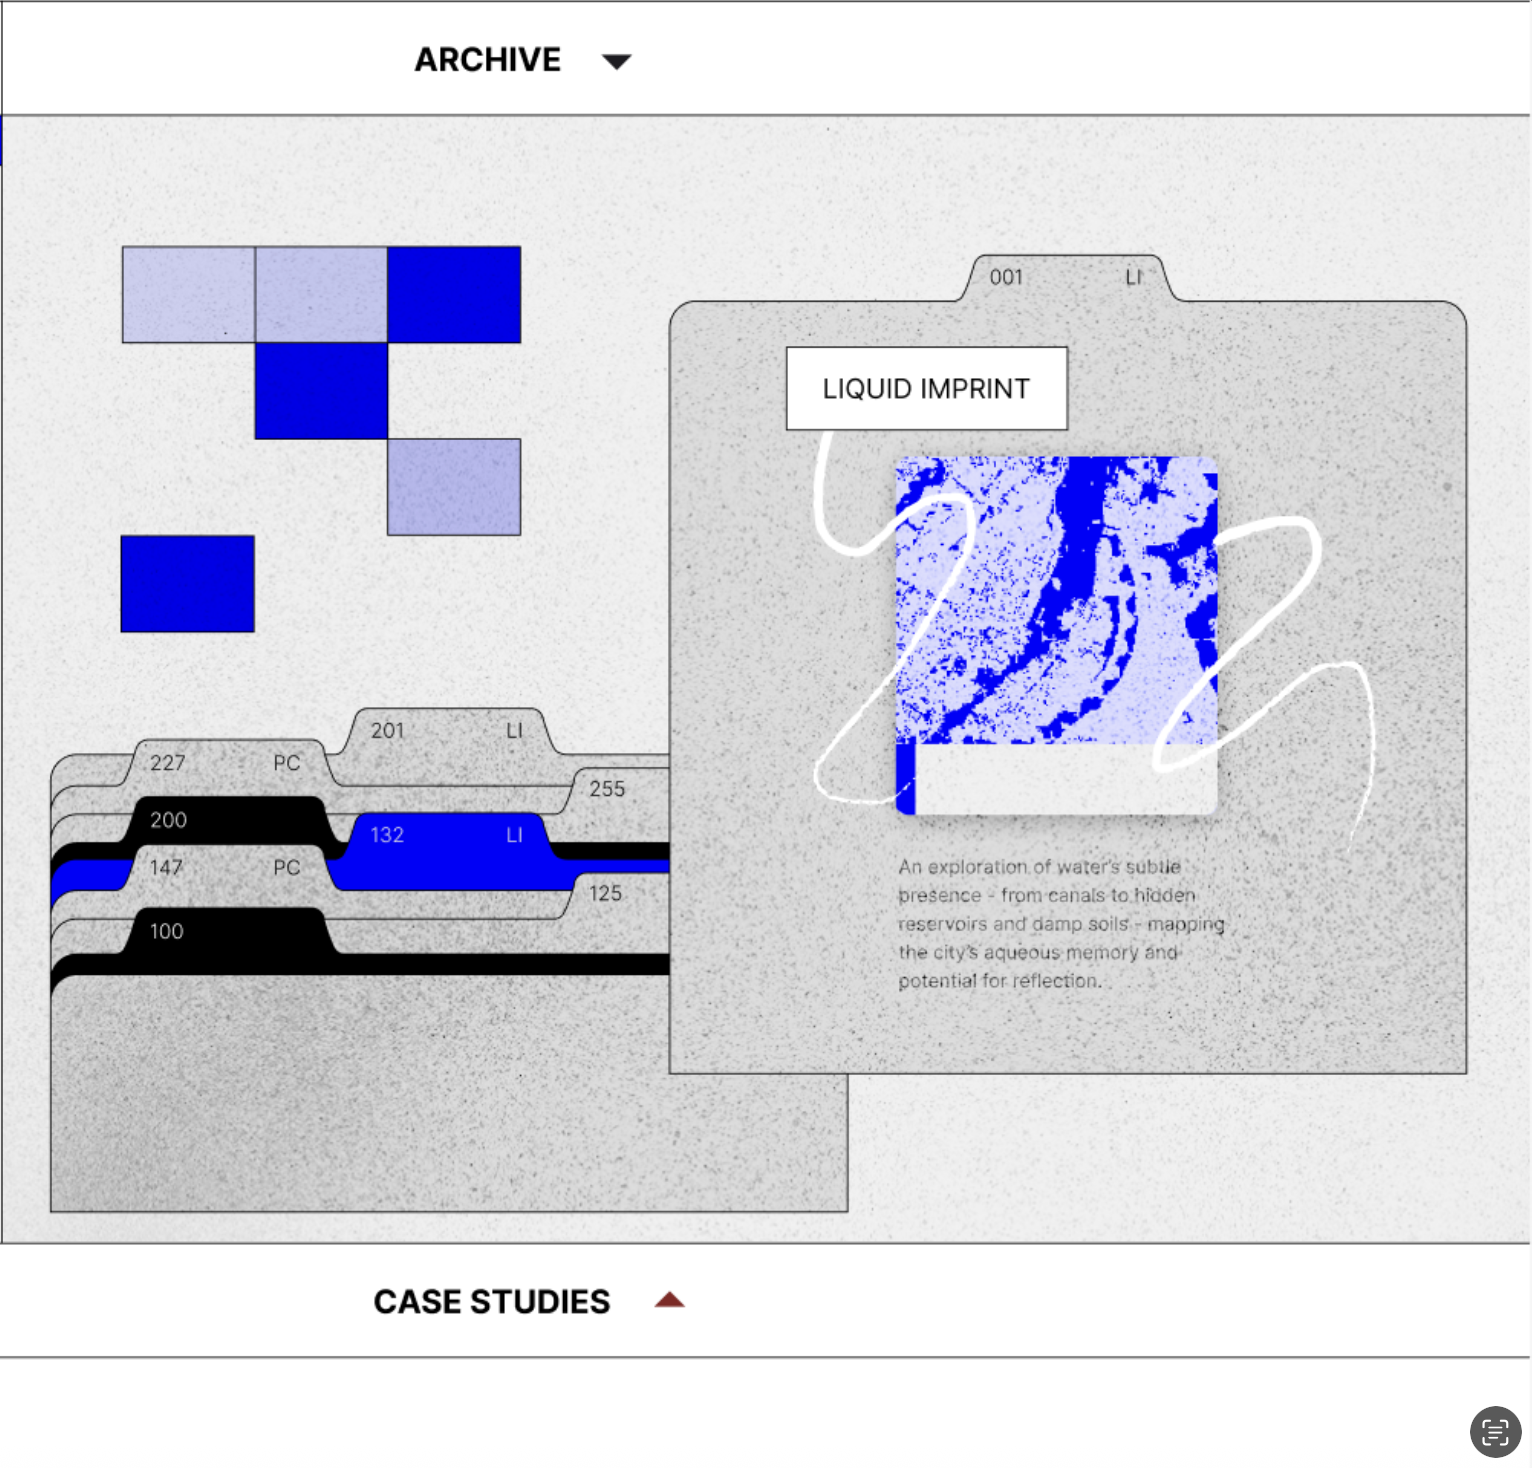 ARCHIVE
001 LI
LIQUID IMPRINT
201 LI
227 PC
255
200
132 LI
147 PC
125
100
An exploration of water's subtle
presence - from canals to hidden
reservoirs and damp soils - mapping
the city's aqueous memory and
potential for reflection.
CASE STUDIES